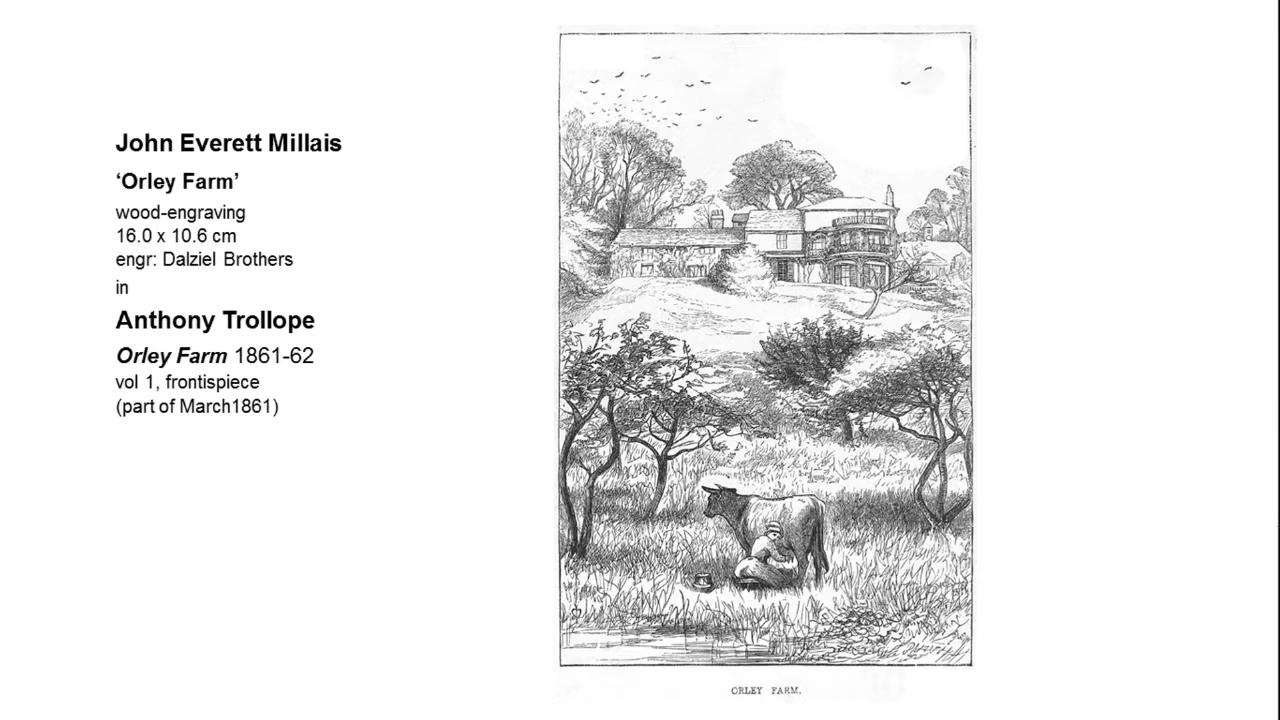 John Everett Millais
‘Orley Farm’
wood-engraving
16.0 x 10.6 cm
engr: Dalziel Brothers
in
Anthony Trollope
Orley Farm 1861-62
vol 1, frontispiece
(part of March1861)
ORLEY FARM.